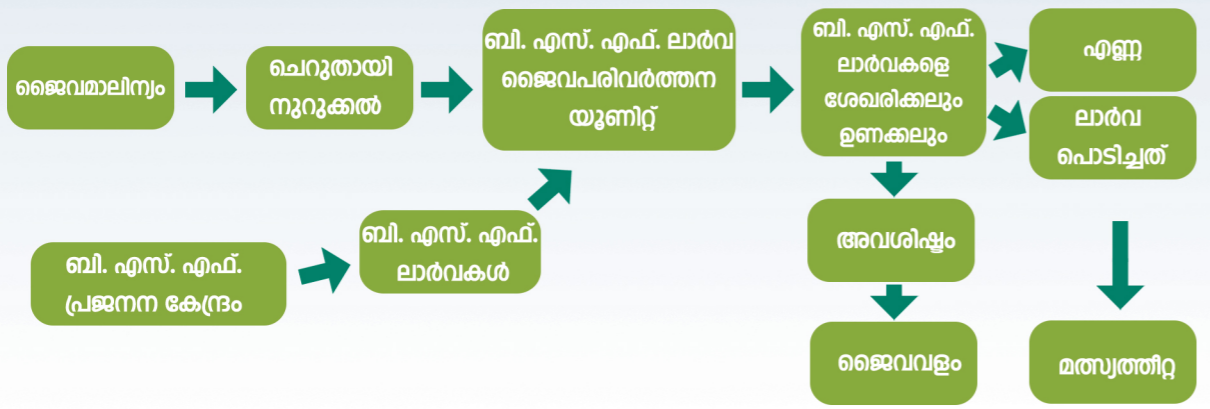 ജൈവമാലിന്യം
ചെറുതായി
നുറുക്കൽ
ബി. എസ്. എഫ്. ലാർവ
ജൈവപരിവർത്തന
യൂണിറ്റ്
ബി. എസ്. എഫ്.
ലാർവകളെ
ശേഖരിക്കലും
ഉണക്കലും
എണ്ണ
ലാർവ
പൊടിച്ചത്
ബി. എസ്. എഫ്.
പ്രജനന കേന്ദ്രം
ബി. എസ്. എഫ്.
ലാർവകൾ
അവശിഷ്ടം
ജൈവവളം
മത്സ്യത്തീറ്റ